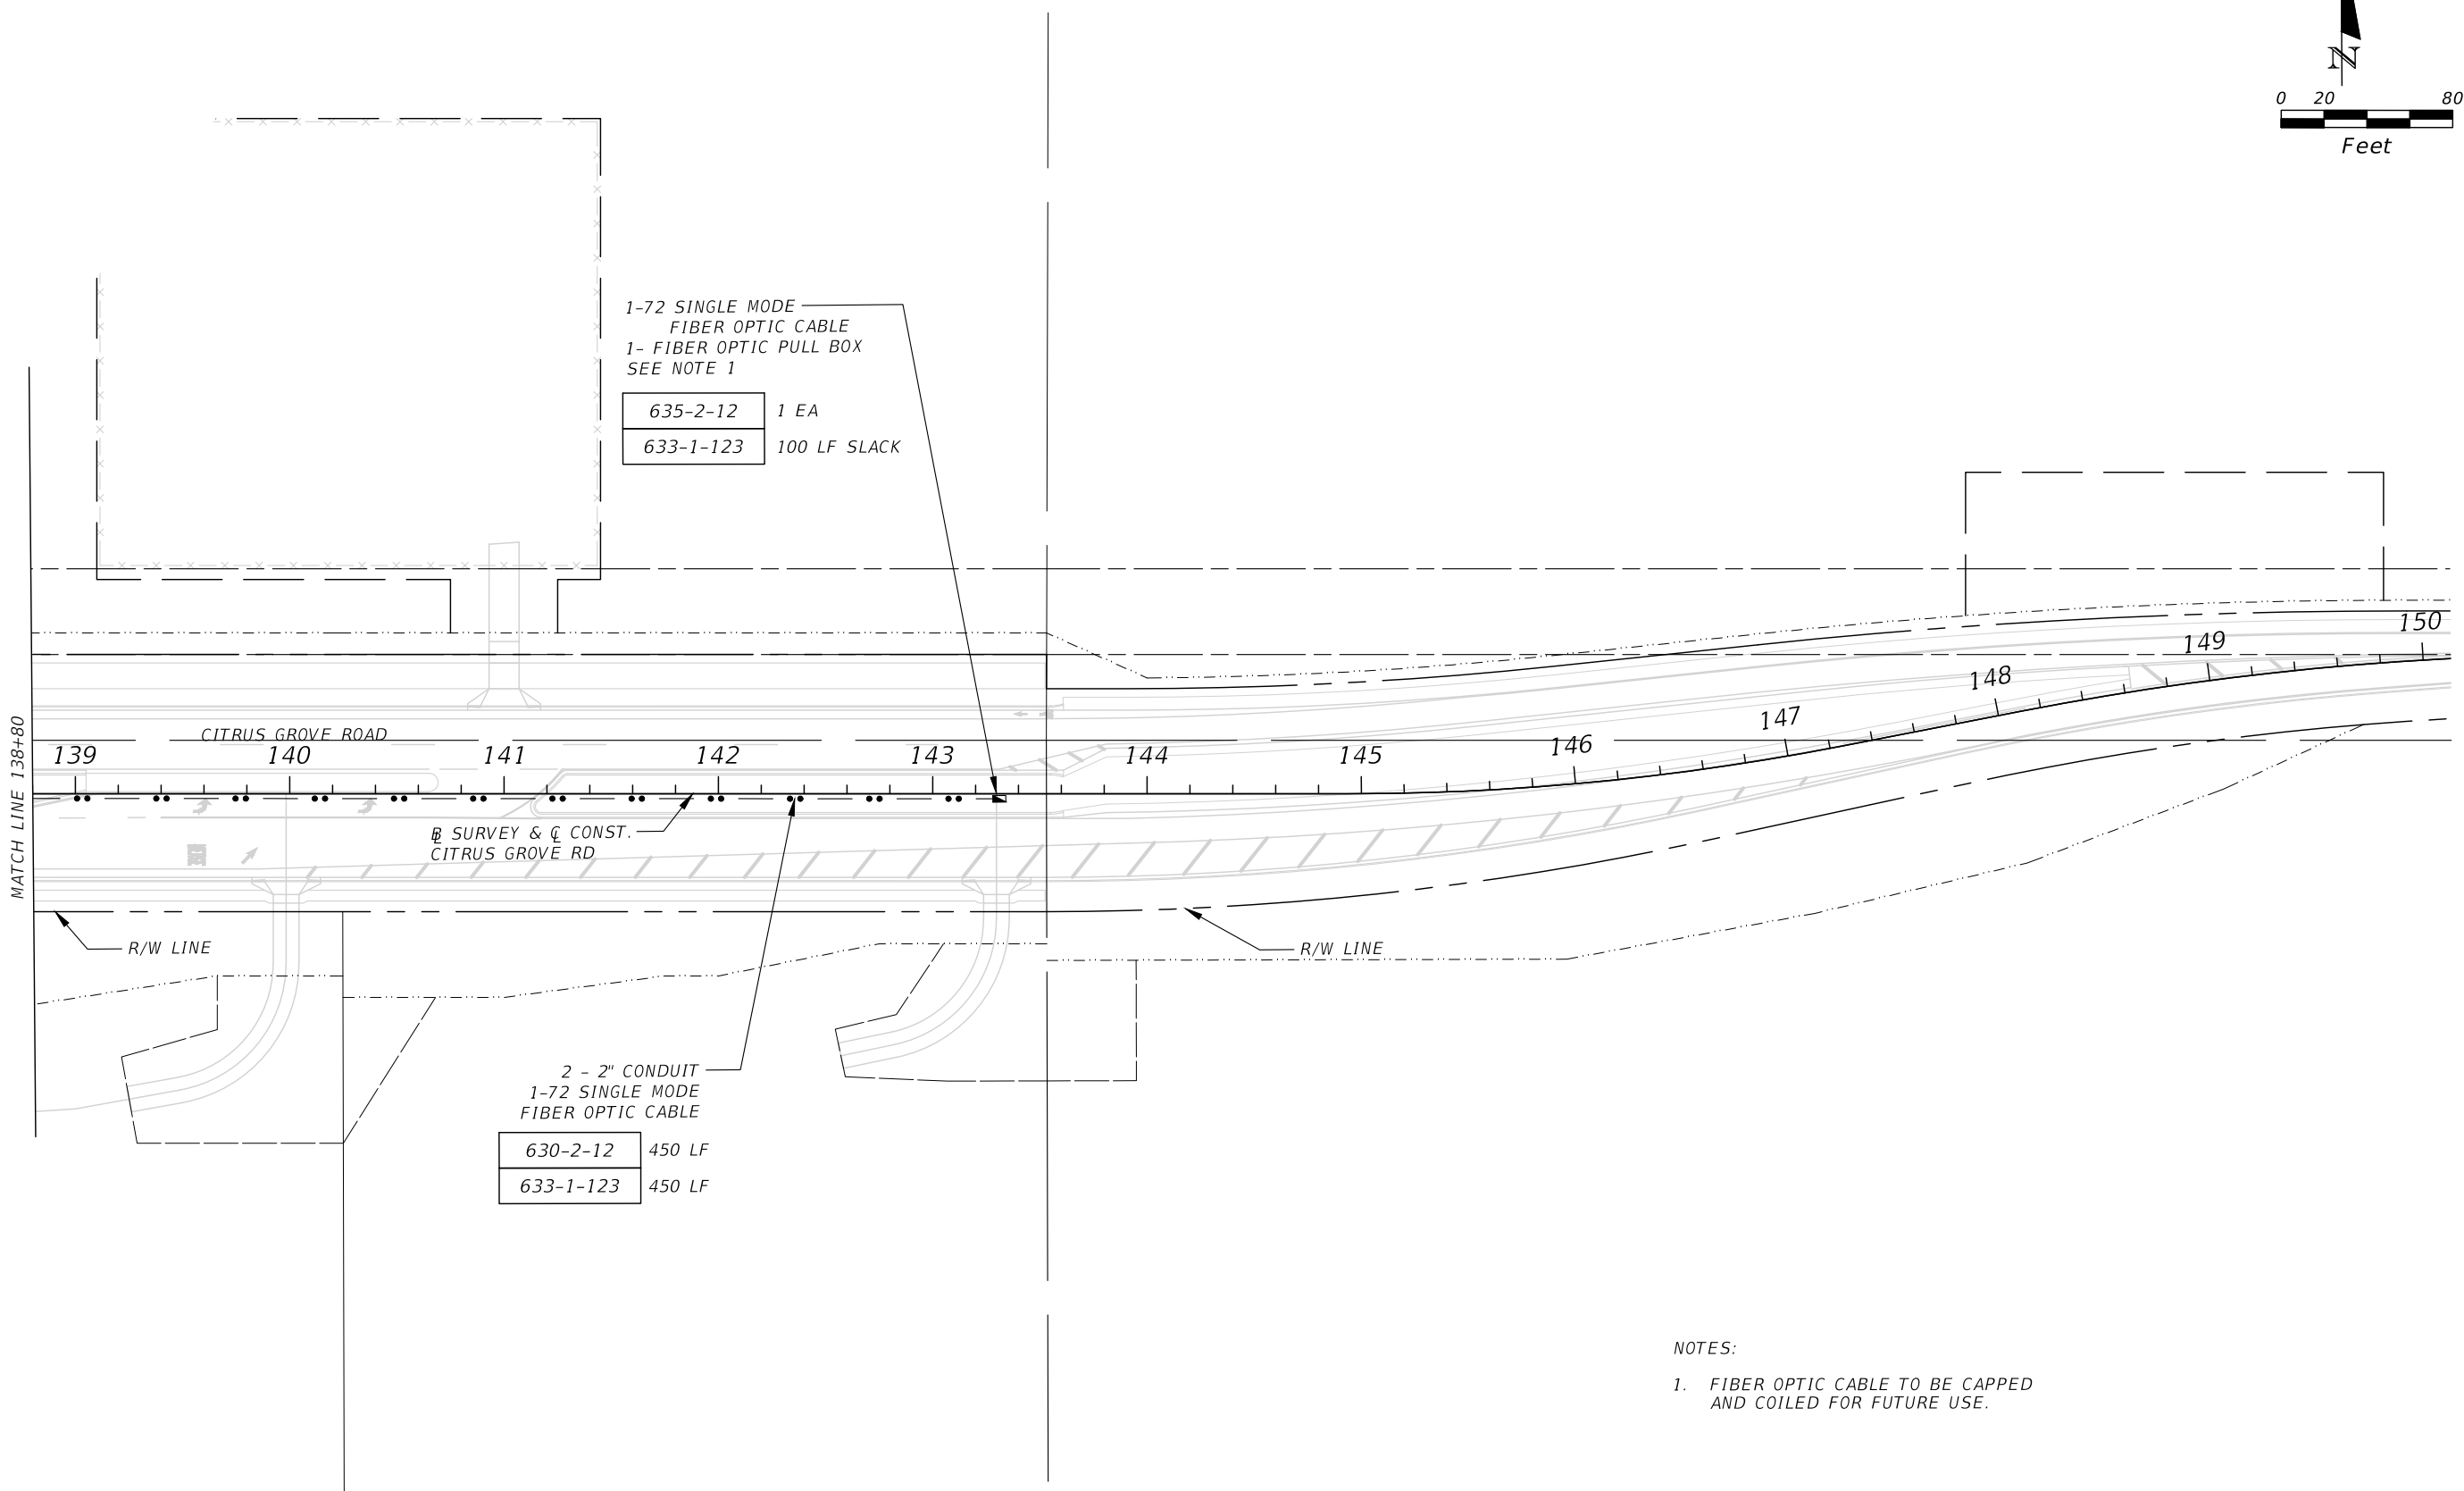 N
0 20 80
Feet
1-72 SINGLE MODE
FIBER OPTIC CABLE
1- FIBER OPTIC PULL BOX
SEE NOTE 1
635-2-12 1 EA
633-1-123 100 LF SLACK
MATCH LINE 138+80
CITRUS GROVE ROAD
139 140 141 142 143 144 145 146 147 148 149 150
BL SURVEY & CL CONST.
CITRUS GROVE RD
R/W LINE
R/W LINE
2 - 2" CONDUIT
1-72 SINGLE MODE
FIBER OPTIC CABLE
630-2-12 450 LF
633-1-123 450 LF
NOTES:
1. FIBER OPTIC CABLE TO BE CAPPED
AND COILED FOR FUTURE USE.